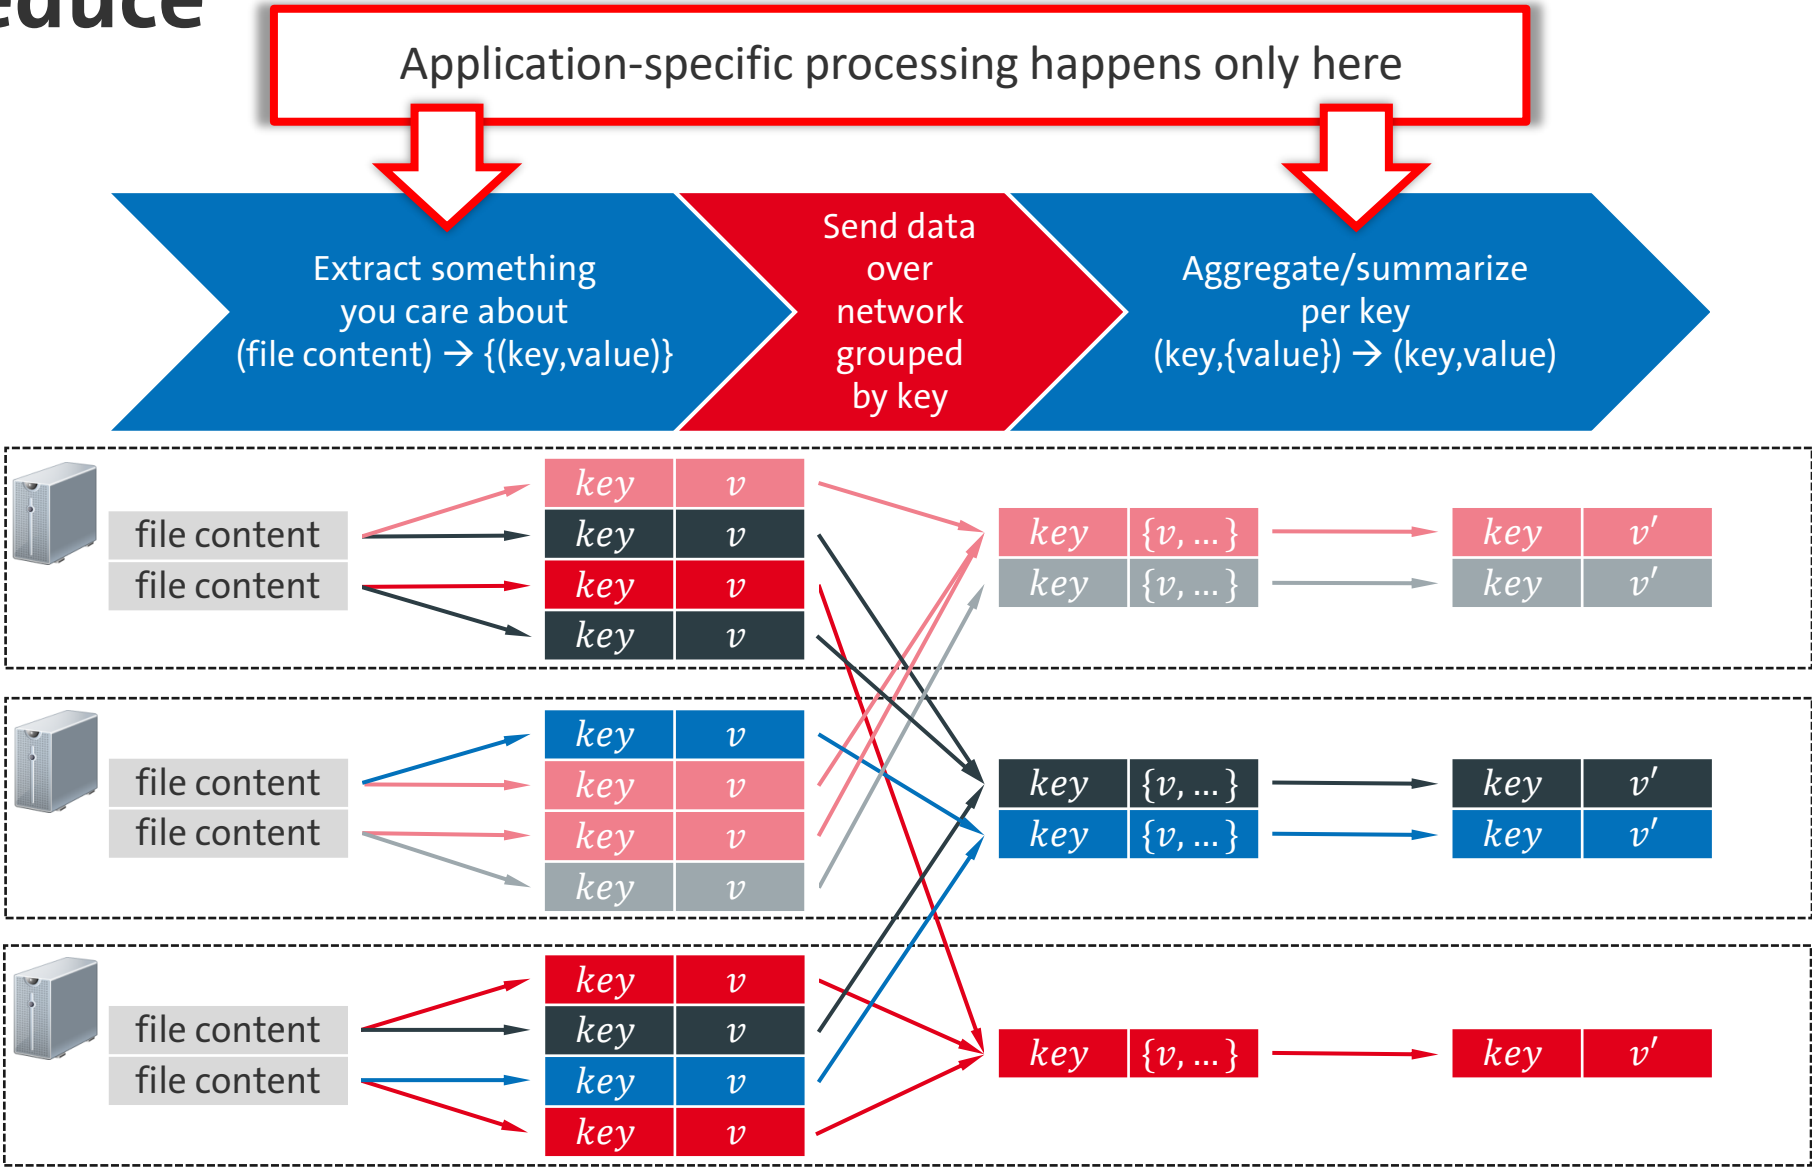 educe
Application-specific processing happens only here
Extract something
you care about
(file content) → {(key,value)}
Send data
over
network
grouped
by key
Aggregate/summarize
per key
(key,{value}) → (key,value)
file content
file content
key v
key v
key v
key v
key {v, ...}
key {v, ...}
key v′
key v′
file content
file content
key v
key v
key v
key v
key {v, ...}
key {v, ...}
key v′
key v′
file content
file content
key v
key v
key v
key v
key {v, ...}
key v′